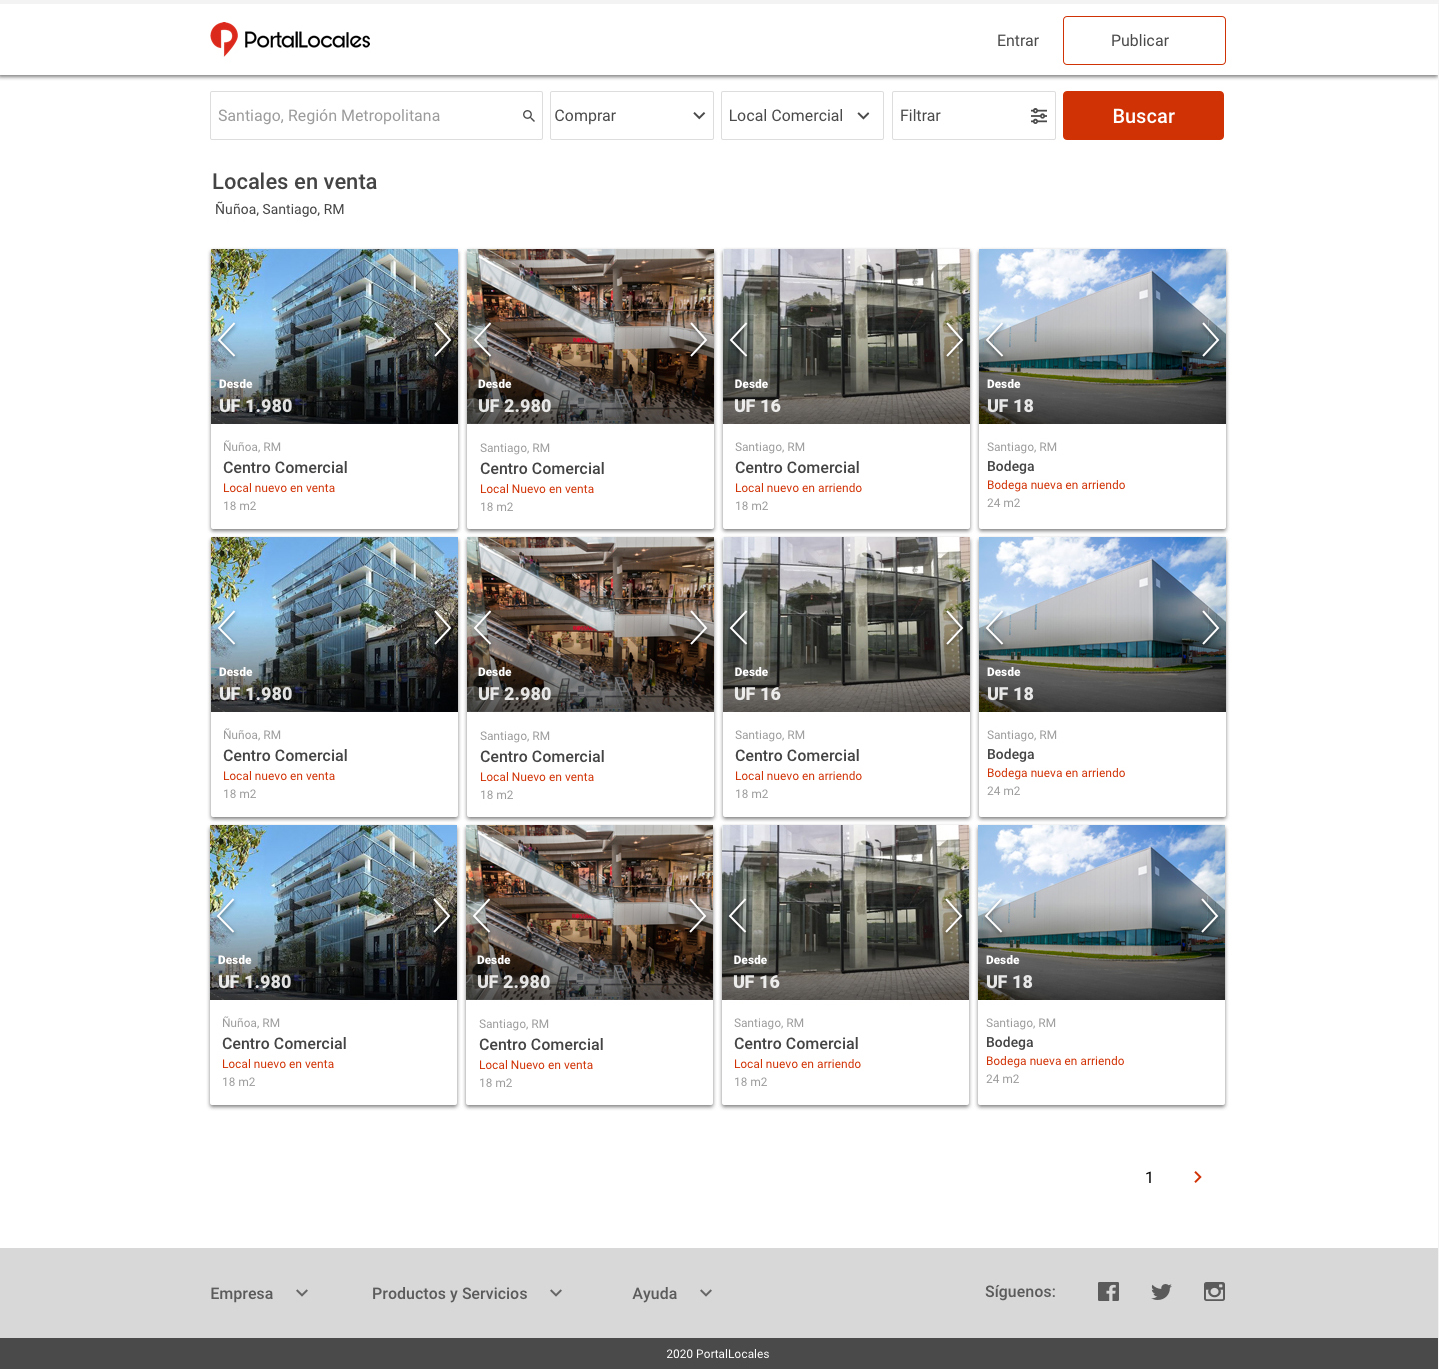 PortalLocales
Entrar
Publicar
Santiago, Región Metropolitana
Comprar
Local Comercial
Filtrar
Buscar
Locales en venta
Ñuñoa, Santiago, RM
Desde
UF 1.980
Ñuñoa, RM
Centro Comercial
Local nuevo en venta
18 m2
Desde
UF 2.980
Santiago, RM
Centro Comercial
Local Nuevo en venta
18 m2
Desde
UF 16
Santiago, RM
Centro Comercial
Local nuevo en arriendo
18 m2
Desde
UF 18
Santiago, RM
Bodega
Bodega nueva en arriendo
24 m2
Desde
UF 1.980
Ñuñoa, RM
Centro Comercial
Local nuevo en venta
18 m2
Desde
UF 2.980
Santiago, RM
Centro Comercial
Local Nuevo en venta
18 m2
Desde
UF 16
Santiago, RM
Centro Comercial
Local nuevo en arriendo
18 m2
Desde
UF 18
Santiago, RM
Bodega
Bodega nueva en arriendo
24 m2
Desde
UF 1.980
Ñuñoa, RM
Centro Comercial
Local nuevo en venta
18 m2
Desde
UF 2.980
Santiago, RM
Centro Comercial
Local Nuevo en venta
18 m2
Desde
UF 16
Santiago, RM
Centro Comercial
Local nuevo en arriendo
18 m2
Desde
UF 18
Santiago, RM
Bodega
Bodega nueva en arriendo
24 m2
1
Empresa
Productos y Servicios
Ayuda
Síguenos:
2020 PortalLocales